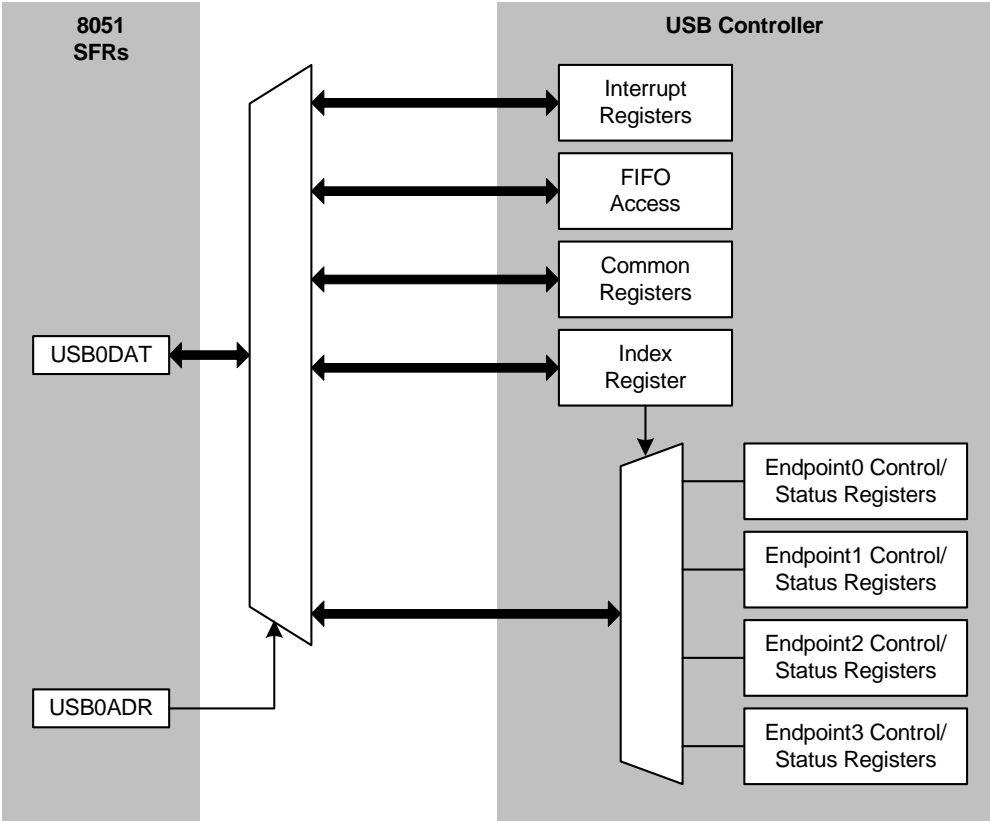 8051
SFRs
USB Controller
Interrupt
Registers
FIFO
Access
Common
Registers
USB0DAT
Index
Register
Endpoint0 Control/
Status Registers
Endpoint1 Control/
Status Registers
Endpoint2 Control/
Status Registers
USB0ADR
Endpoint3 Control/
Status Registers